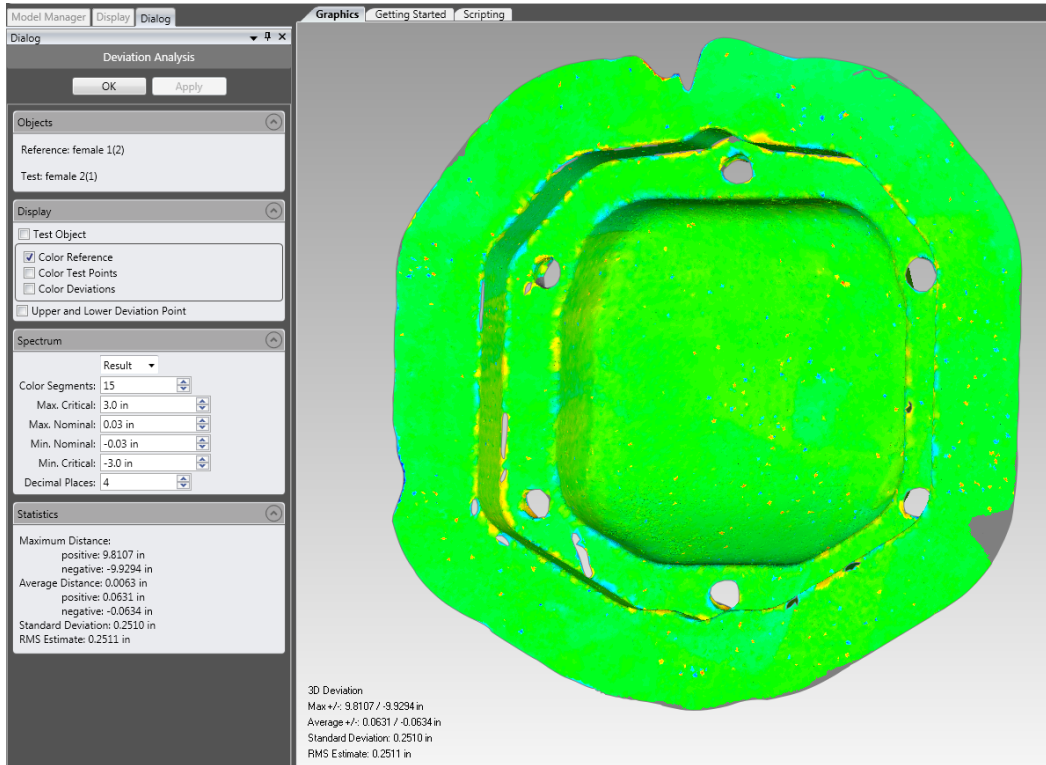 Model Manager Display Dialog
Graphics Getting Started Scripting
Dialog
Deviation Analysis
OK Apply
Objects
Reference: female 1(2)
Test: female 2(1)
Display
Test Object
Color Reference
Color Test Points
Color Deviations
Upper and Lower Deviation Point
Spectrum
Result
Color Segments: 15
Max. Critical: 3.0 in
Max. Nominal: 0.03 in
Min. Nominal: -0.03 in
Min. Critical: -3.0 in
Decimal Places: 4
Statistics
Maximum Distance:
positive: 9.8107 in
negative: -9.9294 in
Average Distance: 0.0063 in
positive: 0.0631 in
negative: -0.0634 in
Standard Deviation: 0.2510 in
RMS Estimate: 0.2511 in
3D Deviation
Max +/-: 9.8107 / -9.9294 in
Average +/-: 0.0631 / -0.0634 in
Standard Deviation: 0.2510 in
RMS Estimate: 0.2511 in